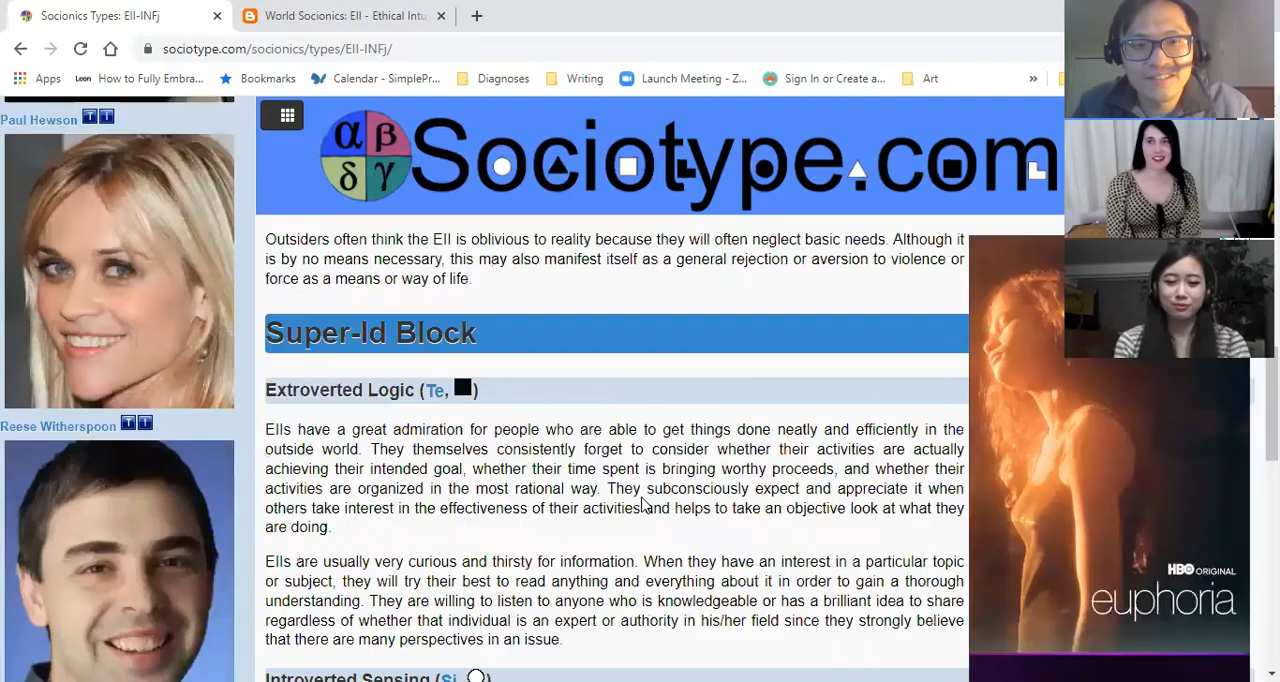 Socionics Types: EII-INFj
World Socionics: EII - Ethical Intu
sociotype.com/socionics/types/EII-INFj/
Apps
Leon How to Fully Embra...
Bookmarks
Calendar - SimplePr...
Diagnoses
Writing
Launch Meeting - Z...
Sign In or Create a...
Art
»
Paul Hewson T I
α β δ γ
Sociotype.com
Outsiders often think the EII is oblivious to reality because they will often neglect basic needs. Although it
is by no means necessary, this may also manifest itself as a general rejection or aversion to violence or
force as a means or way of life.
Super-Id Block
Extroverted Logic (Te, ■)
EIIs have a great admiration for people who are able to get things done neatly and efficiently in the
outside world. They themselves consistently forget to consider whether their activities are actually
achieving their intended goal, whether their time spent is bringing worthy proceeds, and whether their
activities are organized in the most rational way. They subconsciously expect and appreciate it when
others take interest in the effectiveness of their activities and helps to take an objective look at what they
are doing.
Reese Witherspoon T I
EIIs are usually very curious and thirsty for information. When they have an interest in a particular topic
or subject, they will try their best to read anything and everything about it in order to gain a thorough
understanding. They are willing to listen to anyone who is knowledgeable or has a brilliant idea to share
regardless of whether that individual is an expert or authority in his/her field since they strongly believe
that there are many perspectives in an issue.
Introverted Sensing (Si, ○)
HBO ORIGINAL
euphoria